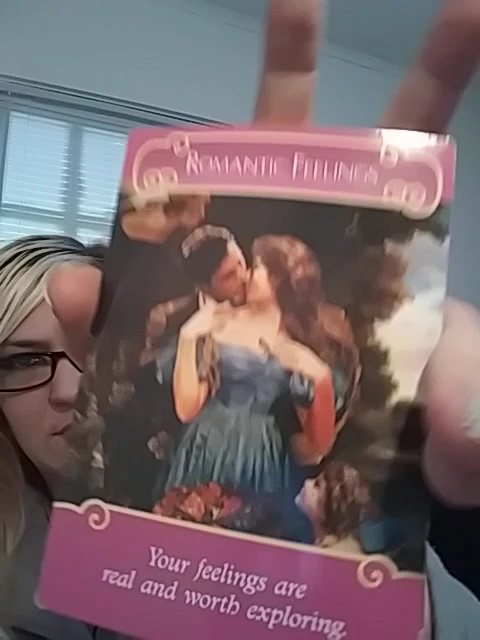 ROMANTIC FEELINGS
Your feelings are
real and worth exploring.